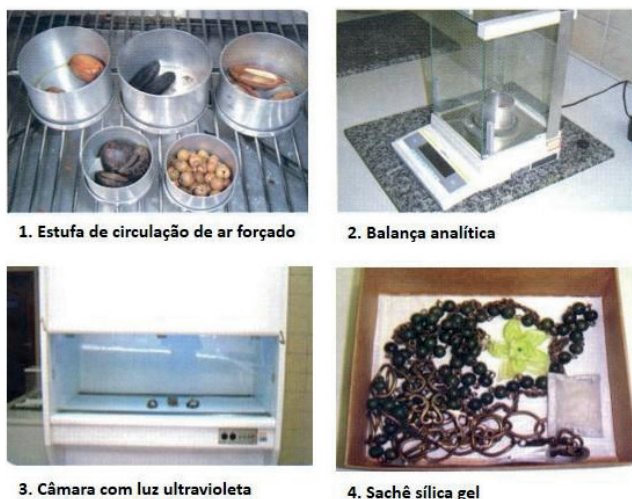 1. Estufa de circulação de ar forçado
2. Balança analítica
3. Câmara com luz ultravioleta
4. Sachê sílica gel